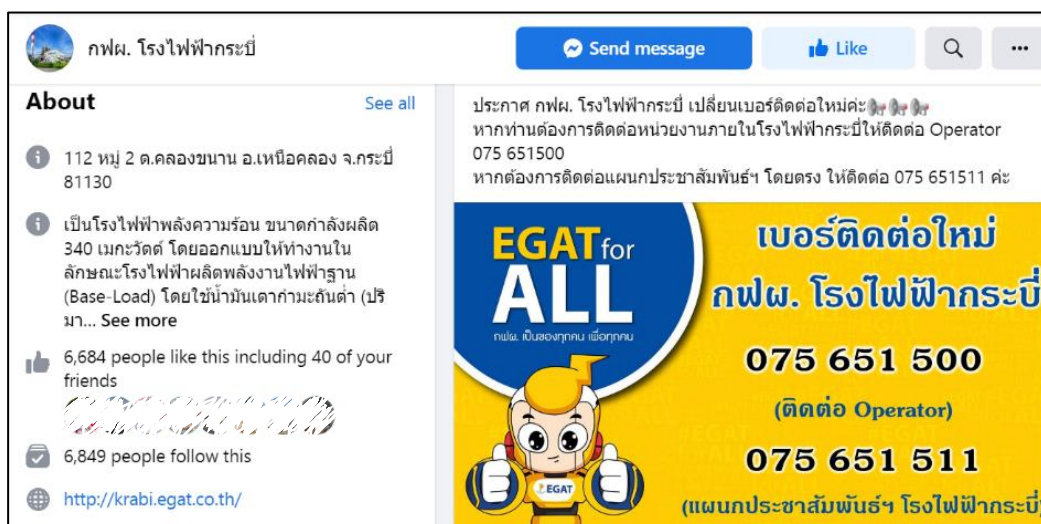 กฟผ. โรงไฟฟ้ากระบี่
Send message
Like
About
See all
112 หมู่ 2 ต.คลองขนาน อ.เหนือคลอง จ.กระบี่
81130
เป็นโรงไฟฟ้าพลังความร้อน ขนาดกำลังผลิต
340 เมกะวัตต์ โดยออกแบบให้ทำงานใน
ลักษณะโรงไฟฟ้าผลิตพลังงานไฟฟ้าฐาน
(Base-Load) โดยใช้น้ำมันเตากำมะถันต่ำ (ปริ
มา... See more
6,684 people like this including 40 of your
friends
6,849 people follow this
http://krabi.egat.co.th/
ประกาศ กฟผ. โรงไฟฟ้ากระบี่ เปลี่ยนเบอร์ติดต่อใหม่ค่ะ
หากท่านต้องการติดต่อหน่วยงานภายในโรงไฟฟ้ากระบี่ให้ติดต่อ Operator
075 651500
หากต้องการติดต่อแผนกประชาสัมพันธ์ฯ โดยตรง ให้ติดต่อ 075 651511 ค่ะ
EGAT for
ALL
กฟผ. เป็นของทุกคน เพื่อทุกคน
EGAT
เบอร์ติดต่อใหม่
กฟผ. โรงไฟฟ้ากระบี่
075 651 500
(ติดต่อ Operator)
075 651 511
(แผนกประชาสัมพันธ์ฯ โรงไฟฟ้ากระบี่)